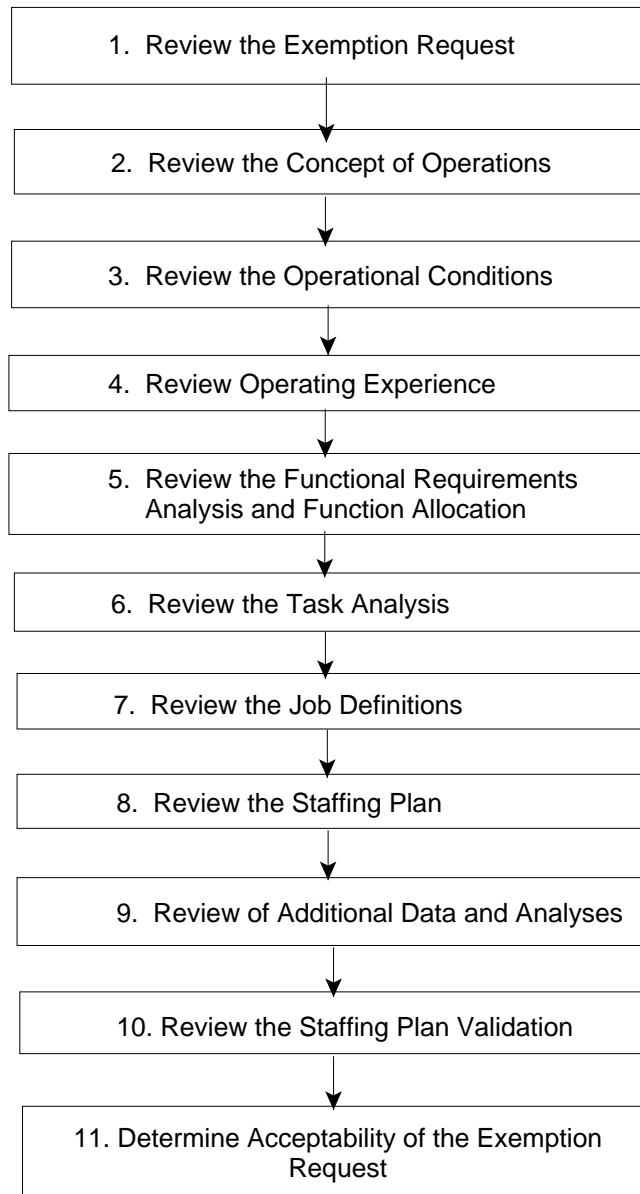 1. Review the Exemption Request
2. Review the Concept of Operations
3. Review the Operational Conditions
4. Review Operating Experience
5. Review the Functional Requirements
Analysis and Function Allocation
6. Review the Task Analysis
7. Review the Job Definitions
8. Review the Staffing Plan
9. Review of Additional Data and Analyses
10. Review the Staffing Plan Validation
11. Determine Acceptability of the Exemption
Request